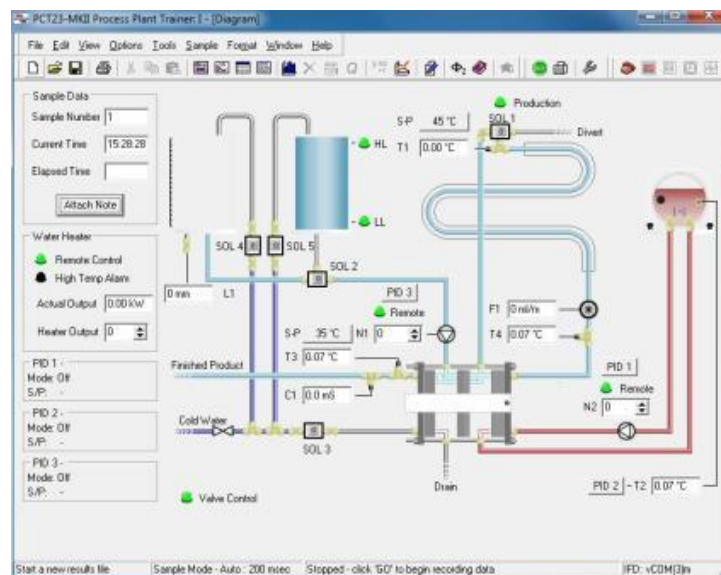 PCT23-MKII Process Plant Trainer: I - [Diagram]
File Edit View Options Tools Sample Format Window Help
Sample Data
Sample Number 1
Current Time 15:28:28
Elapsed Time
Attach Note
Water Heater
Remote Control
High Temp Alarm
Actual Output 0.00 kW
Heater Output 0
PID 1 -
Mode: Off
S/P: -
PID 2 -
Mode: Off
S/P: -
PID 3 -
Mode: Off
S/P: -
Production
S-P 45 °C SOL 1
HL T1 0.00 °C Divert
LL
SOL 4 SOL 5
SOL 2
0 mm L1
PID 3
Remote
F1 0 ml/m
S-P 35 °C N1 0
T4 0.07 °C
T3 0.07 °C
Finished Product
PID 1
C1 0.0 mS
Remote
N2 0
Cold Water
SOL 3
Drain
PID 2 - T2 0.07 °C
Valve Control
Start a new results file Sample Mode - Auto : 200 msec Stopped - click 'GO' to begin recording data